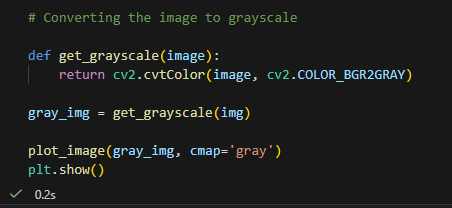 # Converting the image to grayscale
def get_grayscale(image):
    return cv2.cvtColor(image, cv2.COLOR_BGR2GRAY)
gray_img = get_grayscale(img)
plot_image(gray_img, cmap='gray')
plt.show()
0.2s